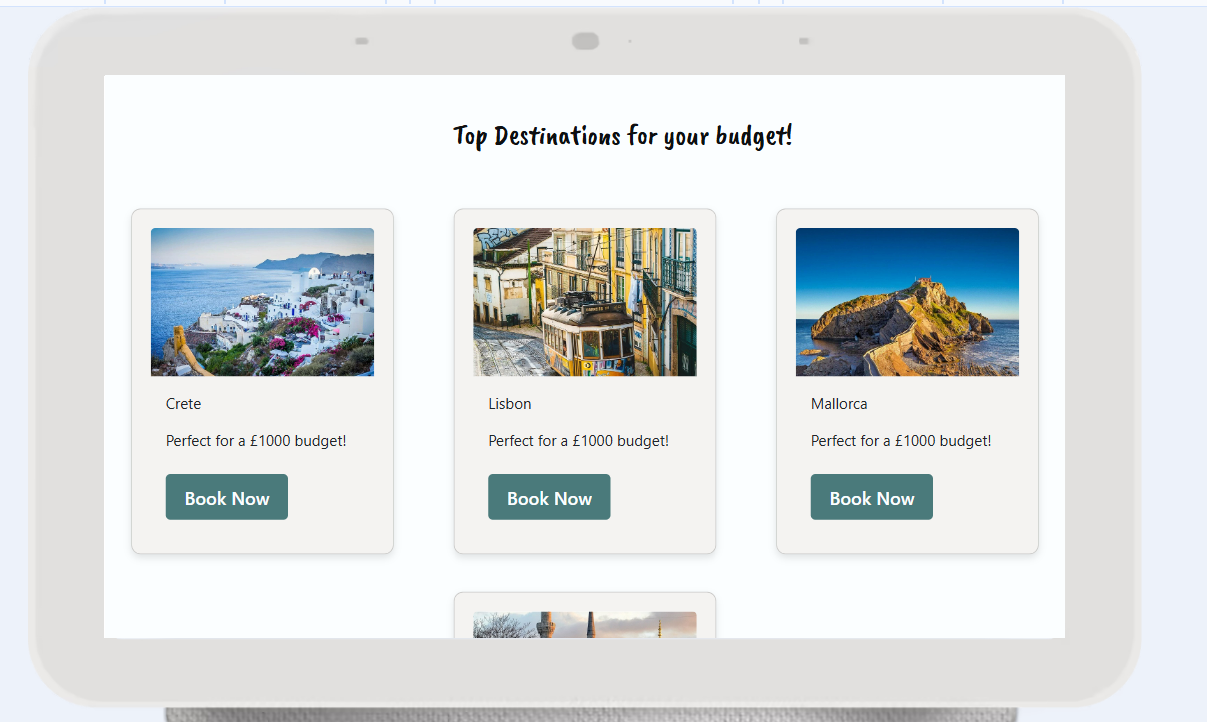 Top Destinations for your budget!
Crete
Perfect for a £1000 budget!
Book Now
Lisbon
Perfect for a £1000 budget!
Book Now
Mallorca
Perfect for a £1000 budget!
Book Now